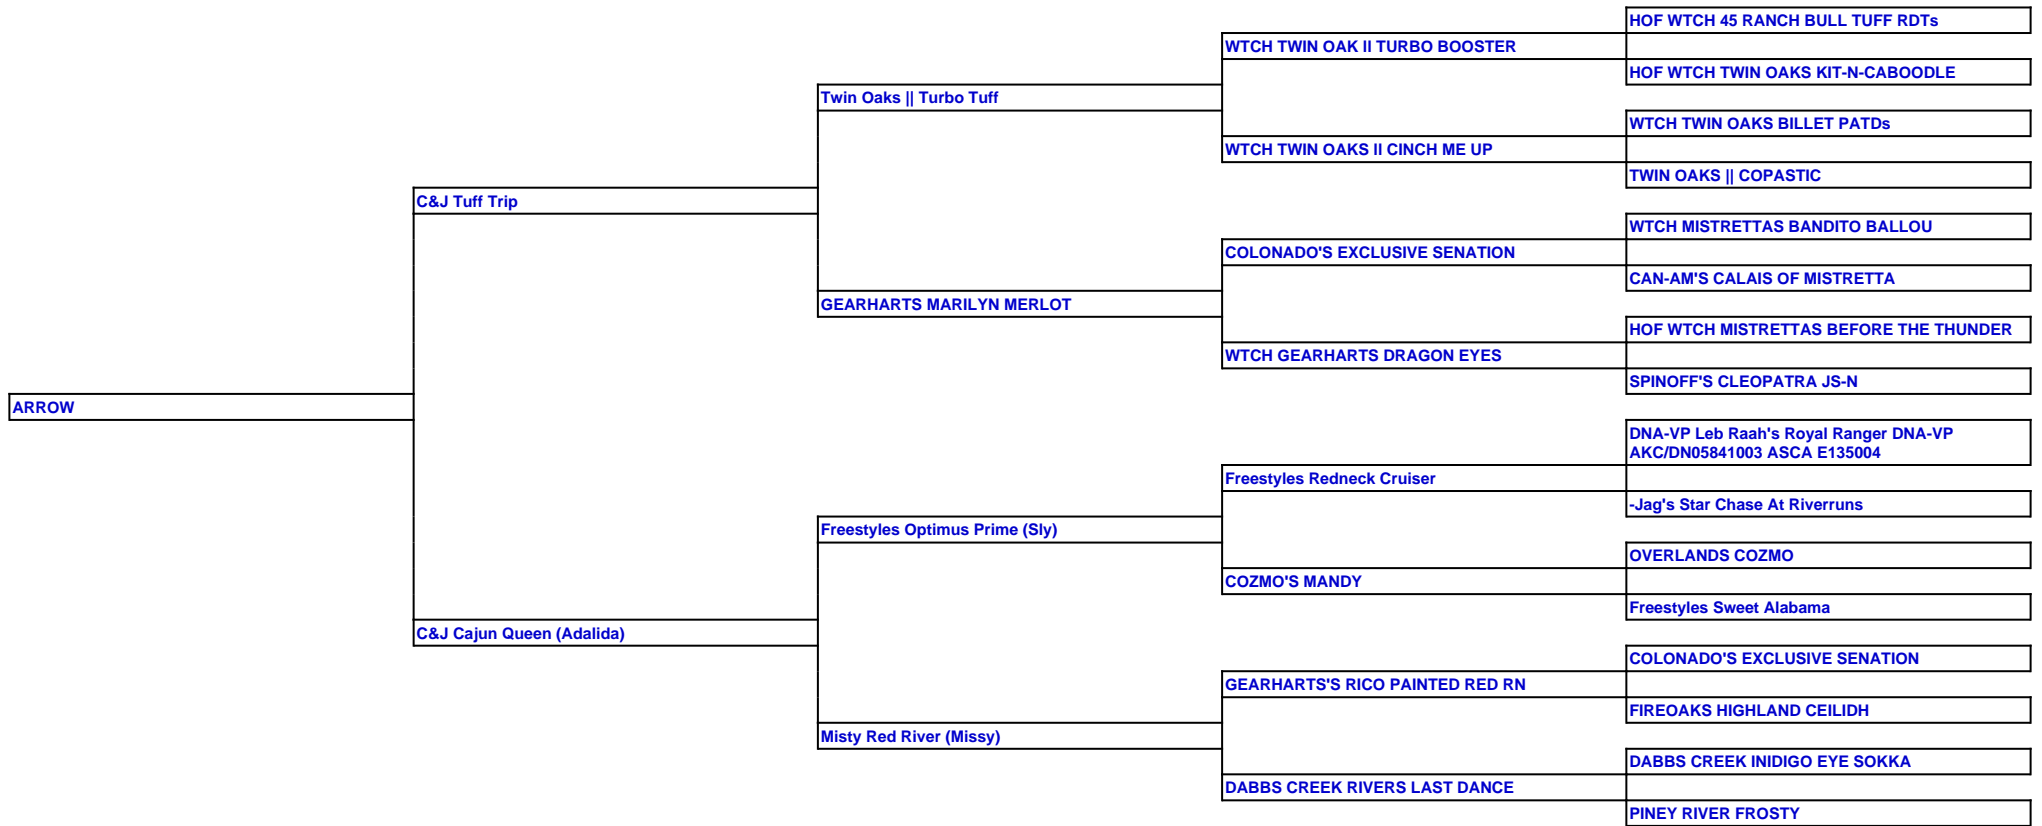 HOF WTCH 45 RANCH BULL TUFF RDTs
WTCH TWIN OAK II TURBO BOOSTER
HOF WTCH TWIN OAKS KIT-N-CABOODLE
Twin Oaks || Turbo Tuff
WTCH TWIN OAKS BILLET PATDs
WTCH TWIN OAKS II CINCH ME UP
TWIN OAKS || COPASTIC
C&J Tuff Trip
WTCH MISTRETTAS BANDITO BALLOU
COLONADO'S EXCLUSIVE SENATION
CAN-AM'S CALAIS OF MISTRETTA
GEARHARTS MARILYN MERLOT
HOF WTCH MISTRETTAS BEFORE THE THUNDER
WTCH GEARHARTS DRAGON EYES
SPINOFF'S CLEOPATRA JS-N
ARROW
DNA-VP Leb Raah's Royal Ranger DNA-VP
AKC/DN05841003 ASCA E135004
Freestyles Redneck Cruiser
-Jag's Star Chase At Riverruns
Freestyles Optimus Prime (Sly)
OVERLANDS COZMO
COZMO'S MANDY
Freestyles Sweet Alabama
C&J Cajun Queen (Adalida)
COLONADO'S EXCLUSIVE SENATION
GEARHARTS'S RICO PAINTED RED RN
FIREOAKS HIGHLAND CEILIDH
Misty Red River (Missy)
DABBS CREEK INIDIGO EYE SOKKA
DABBS CREEK RIVERS LAST DANCE
PINEY RIVER FROSTY